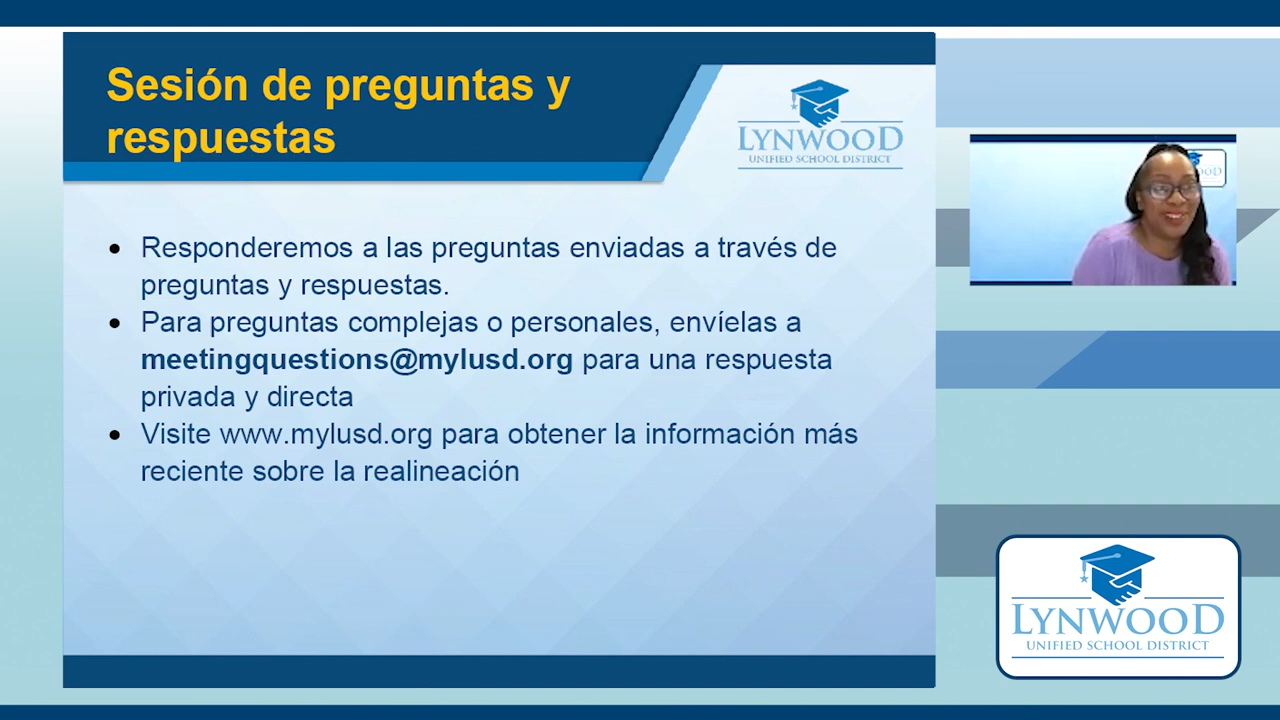 Sesión de preguntas y
respuestas
LYNWOOD
UNIFIED SCHOOL DISTRICT
• Responderemos a las preguntas enviadas a través de
preguntas y respuestas.
• Para preguntas complejas o personales, envíelas a
meetingquestions@mylusd.org para una respuesta
privada y directa
• Visite www.mylusd.org para obtener la información más
reciente sobre la realineación
LYNWOOD
UNIFIED SCHOOL DISTRICT